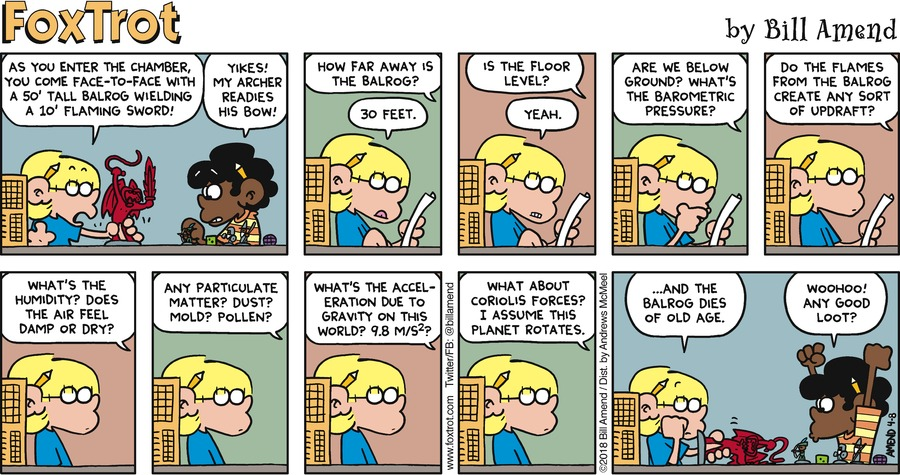 FoxTrot
by Bill Amend
AS YOU ENTER THE CHAMBER,
YOU COME FACE-TO-FACE WITH
A 50' TALL BALROG WIELDING
A 10' FLAMING SWORD!
YIKES!
MY ARCHER
READIES
HIS BOW!
HOW FAR AWAY IS
THE BALROG?
30 FEET.
IS THE FLOOR
LEVEL?
YEAH.
ARE WE BELOW
GROUND? WHAT'S
THE BAROMETRIC
PRESSURE?
DO THE FLAMES
FROM THE BALROG
CREATE ANY SORT
OF UPDRAFT?
WHAT'S THE
HUMIDITY? DOES
THE AIR FEEL
DAMP OR DRY?
ANY PARTICULATE
MATTER? DUST?
MOLD? POLLEN?
WHAT'S THE ACCEL-
ERATION DUE TO
GRAVITY ON THIS
WORLD? 9.8 M/S²?
www.foxtrot.com Twitter/FB: @billamend
WHAT ABOUT
CORIOLIS FORCES?
I ASSUME THIS
PLANET ROTATES.
©2018 Bill Amend / Dist. by Andrews McMeel
...AND THE
BALROG DIES
OF OLD AGE.
WOOHOO!
ANY GOOD
LOOT?
AMEND 4-8